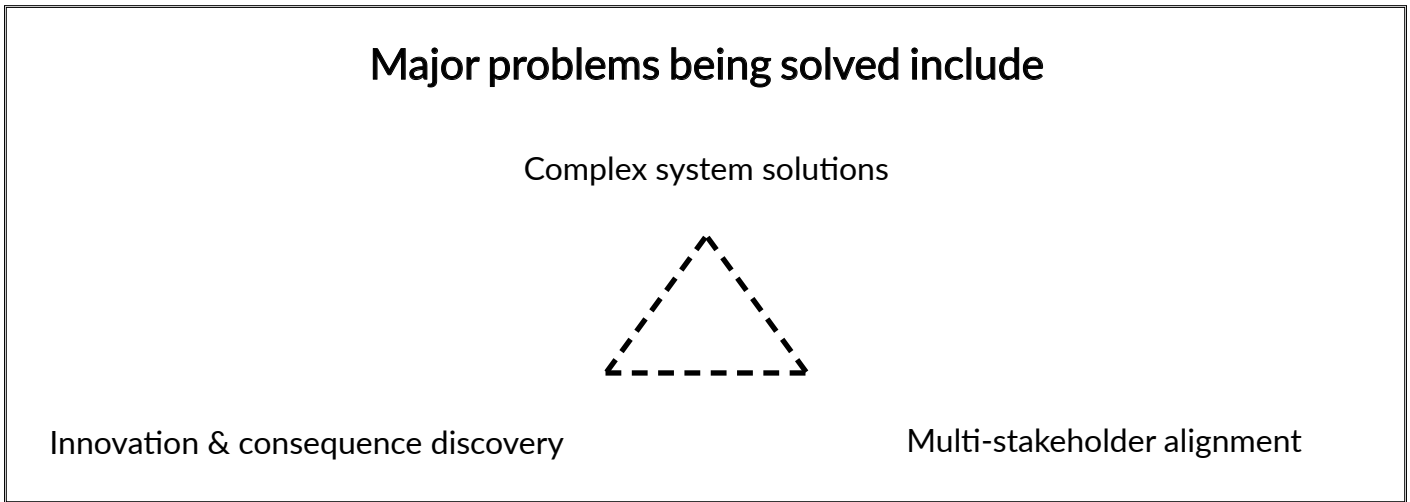 Major problems being solved include
Complex system solutions
Innovation & consequence discovery
Multi-stakeholder alignment